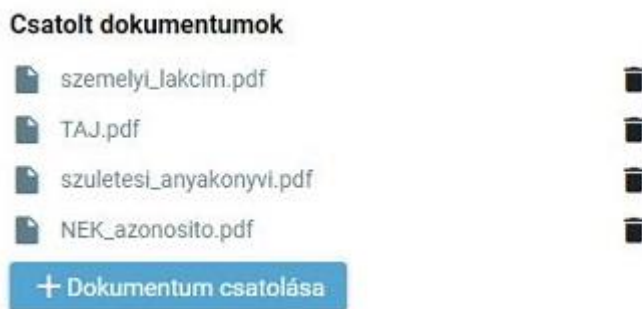 Csatolt dokumentumok
szemelyi_lakcim.pdf
TAJ.pdf
szuletesi_anyakonyvi.pdf
NEK_azonosito.pdf
+ Dokumentum csatolása